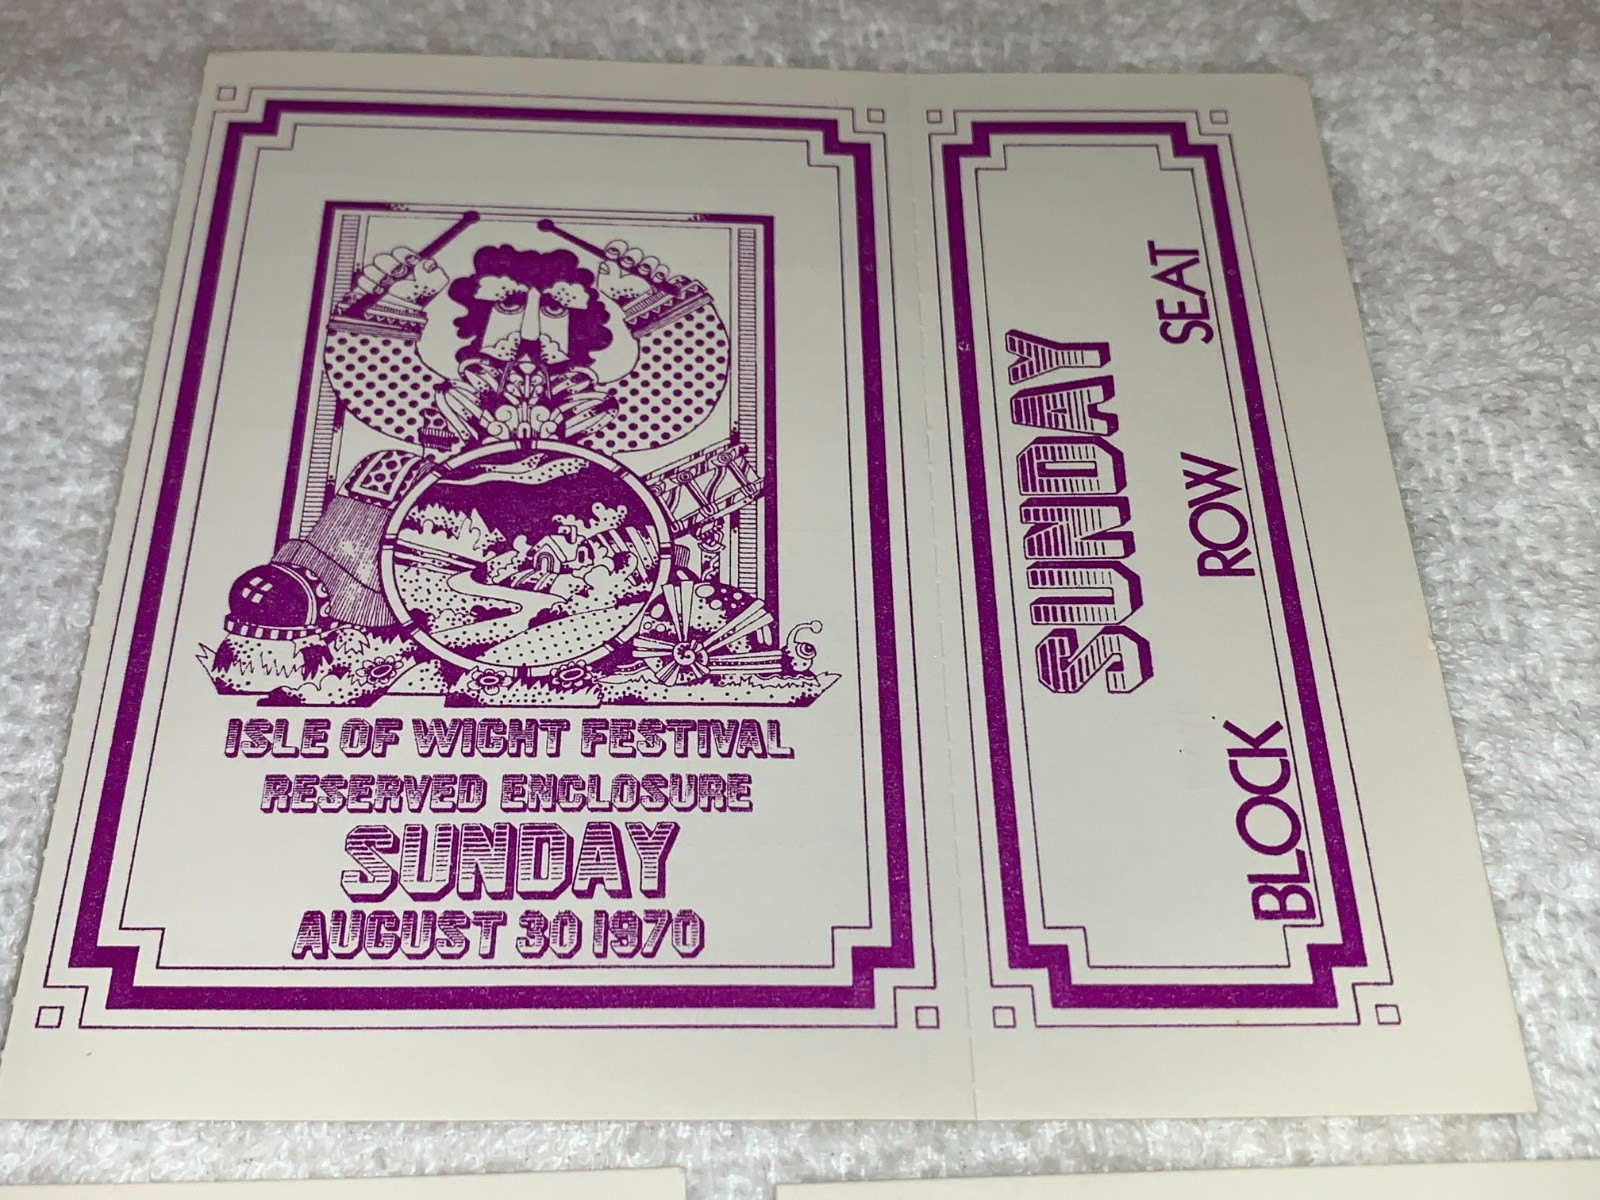 ISLE OF WIGHT FESTIVAL
RESERVED ENCLOSURE
SUNDAY
AUGUST 30 1970
SUNDAY
BLOCK ROW SEAT